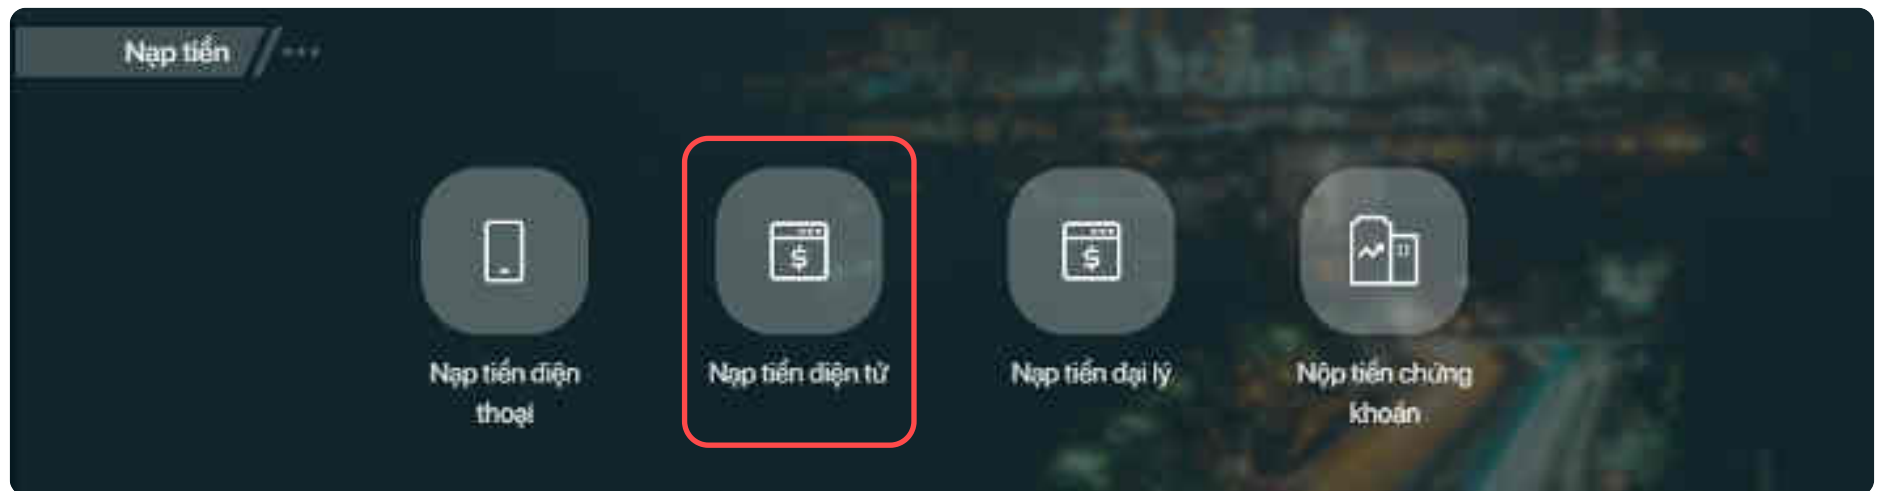 Nạp tiền
Nạp tiền điện
thoại
Nạp tiền điện tử
Nạp tiền đại lý
Nộp tiền chứng
khoán